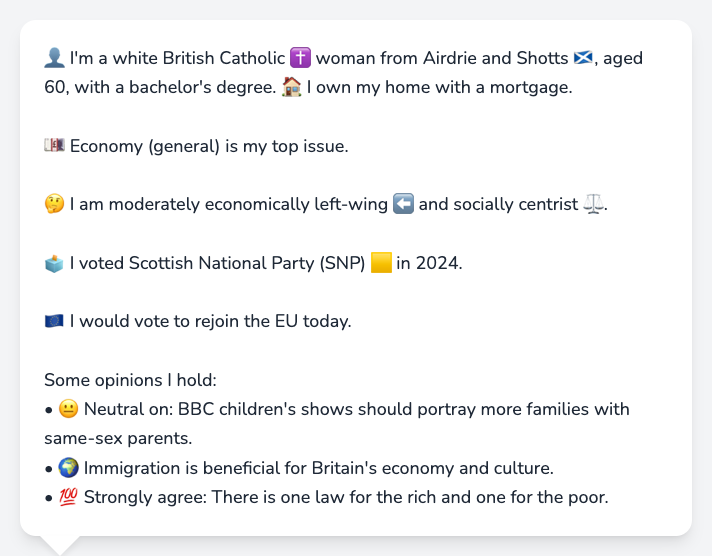 👤 I'm a white British Catholic ✝️ woman from Airdrie and Shotts 🏴󠁧󠁢󠁳󠁣󠁴󠁿, aged
60, with a bachelor's degree. 🏠 I own my home with a mortgage.
💷 Economy (general) is my top issue.
🤔 I am moderately economically left-wing ⬅️ and socially centrist ⚖️.
🗳️ I voted Scottish National Party (SNP) 🟨 in 2024.
🇪🇺 I would vote to rejoin the EU today.
Some opinions I hold:
• 😐 Neutral on: BBC children's shows should portray more families with
same-sex parents.
• 🌍 Immigration is beneficial for Britain's economy and culture.
• 💯 Strongly agree: There is one law for the rich and one for the poor.